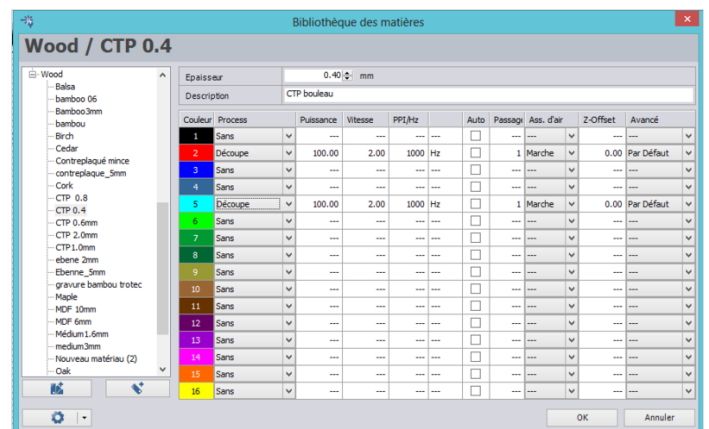 Bibliothèque des matières
Wood / CTP 0.4
Wood
Balsa
bamboo 06
Bamboo3mm
bambou
Birch
Cedar
Contreplaqué mince
contreplaque_5mm
Cork
CTP 0.8
CTP 0.4
CTP 0.6mm
CTP 2.0mm
CTP1.0mm
ebene 2mm
Ebenne_5mm
gravure bambou trotec
Maple
MDF 10mm
MDF 6mm
Médium1.6mm
medium3mm
Nouveau matériau (2)
Oak
Epaisseur 0.40 mm
Description CTP bouleau
Couleur Process Puissance Vitesse PPI/Hz Auto Passage Ass. d'air Z-Offset Avancé
1 Sans --- --- --- --- --- --- --- ---
2 Découpe 100.00 2.00 1000 Hz 1 Marche 0.00 Par Défaut
3 Sans --- --- --- --- --- --- --- ---
4 Sans --- --- --- --- --- --- --- ---
5 Découpe 100.00 2.00 1000 Hz 1 Marche 0.00 Par Défaut
6 Sans --- --- --- --- --- --- --- ---
7 Sans --- --- --- --- --- --- --- ---
8 Sans --- --- --- --- --- --- --- ---
9 Sans --- --- --- --- --- --- --- ---
10 Sans --- --- --- --- --- --- --- ---
11 Sans --- --- --- --- --- --- --- ---
12 Sans --- --- --- --- --- --- --- ---
13 Sans --- --- --- --- --- --- --- ---
14 Sans --- --- --- --- --- --- --- ---
15 Sans --- --- --- --- --- --- --- ---
16 Sans --- --- --- --- --- --- --- ---
OK Annuler